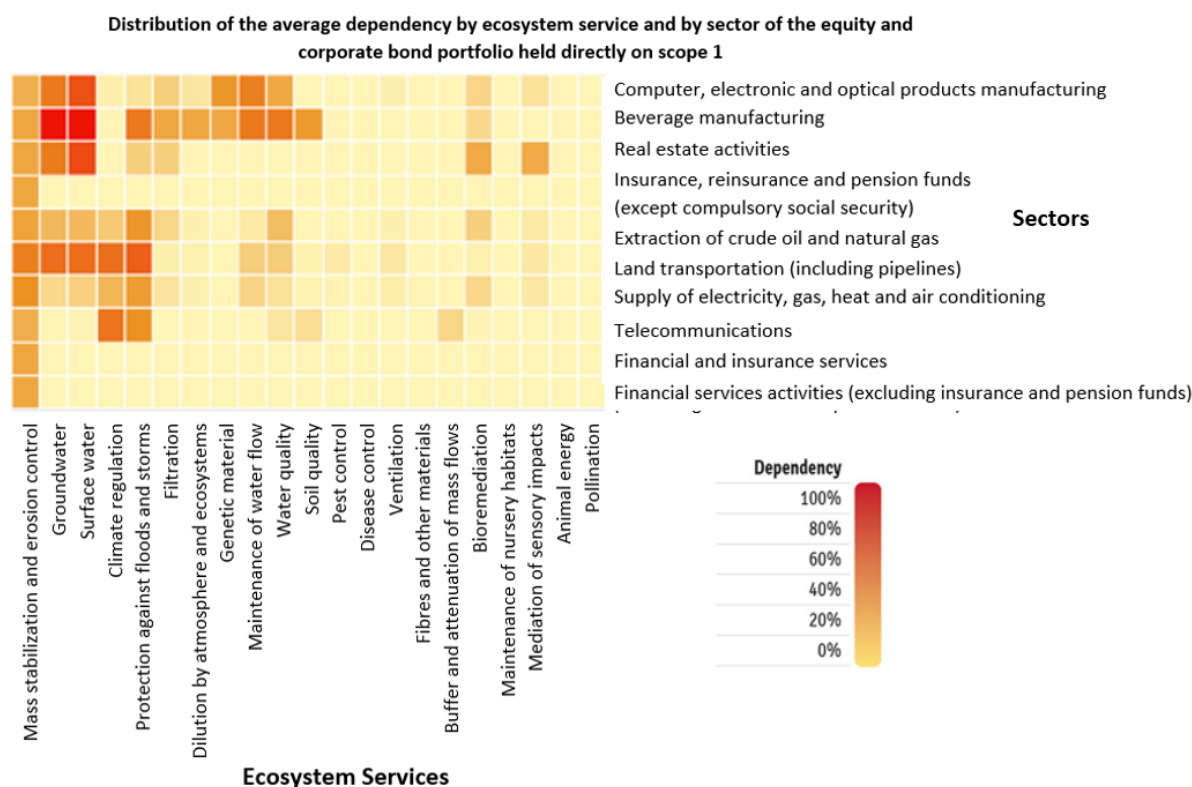 Distribution of the average dependency by ecosystem service and by sector of the equity and
corporate bond portfolio held directly on scope 1
Computer, electronic and optical products manufacturing
Beverage manufacturing
Real estate activities
Insurance, reinsurance and pension funds
(except compulsory social security)
Sectors
Extraction of crude oil and natural gas
Land transportation (including pipelines)
Supply of electricity, gas, heat and air conditioning
Telecommunications
Financial and insurance services
Financial services activities (excluding insurance and pension funds)
Mass stabilization and erosion control
Groundwater
Surface water
Climate regulation
Protection against floods and storms
Filtration
Dilution by atmosphere and ecosystems
Genetic material
Maintenance of water flow
Water quality
Soil quality
Pest control
Disease control
Ventilation
Fibres and other materials
Buffer and attenuation of mass flows
Bioremediation
Maintenance of nursery habitats
Mediation of sensory impacts
Animal energy
Pollination
Dependency
100%
80%
60%
40%
20%
0%
Ecosystem Services